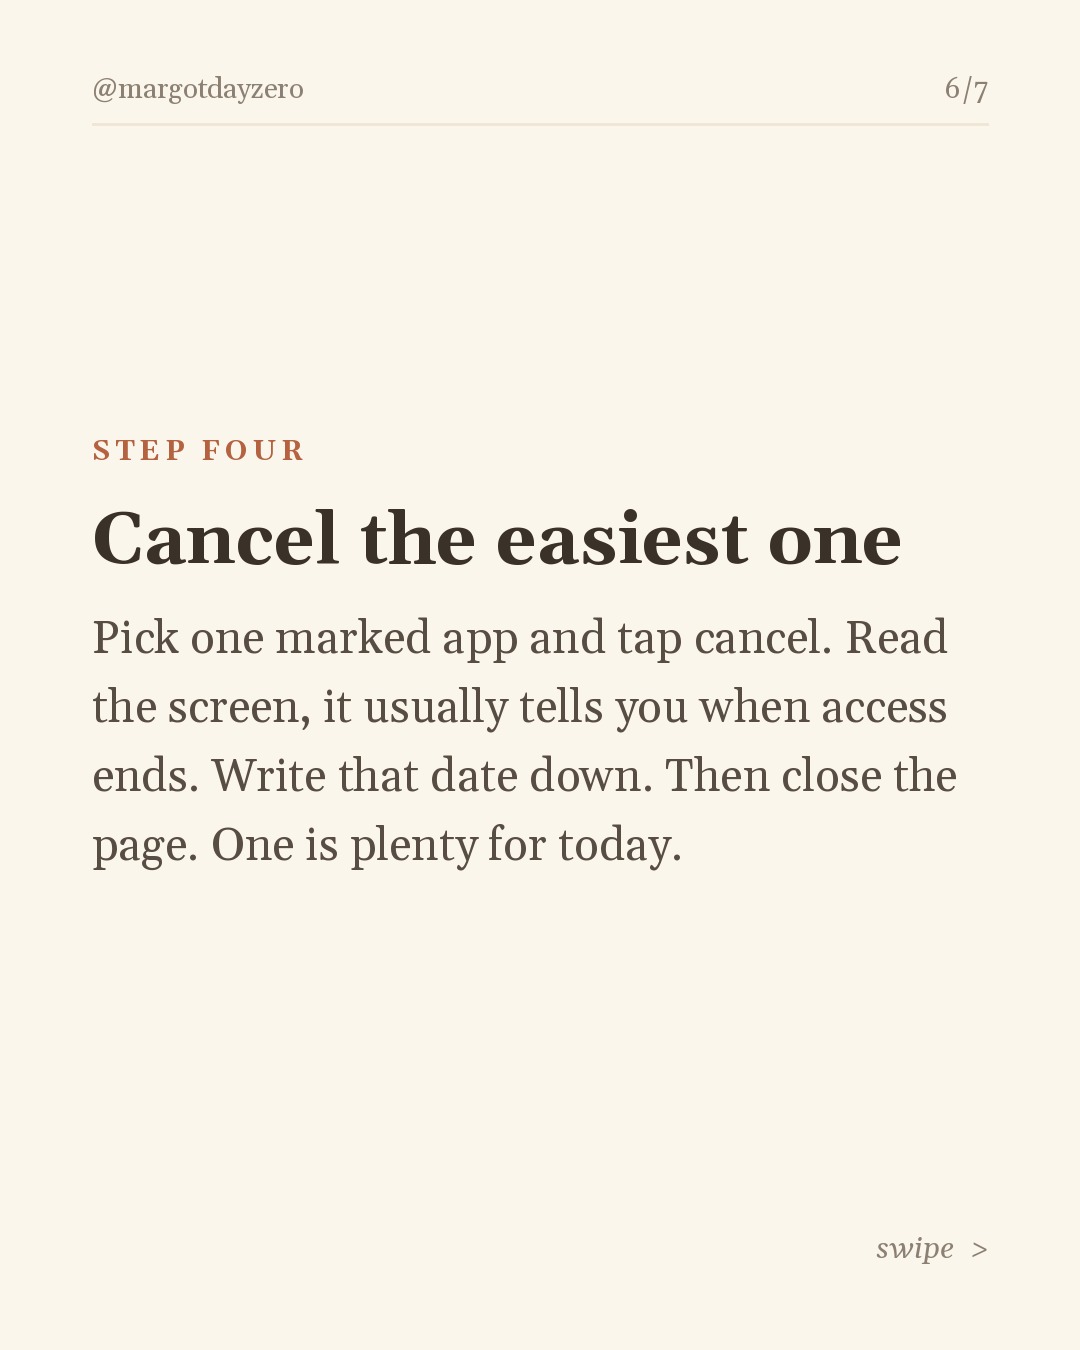 @margotdayzero
6/7
STEP FOUR
Cancel the easiest one
Pick one marked app and tap cancel. Read
the screen, it usually tells you when access
ends. Write that date down. Then close the
page. One is plenty for today.
swipe >